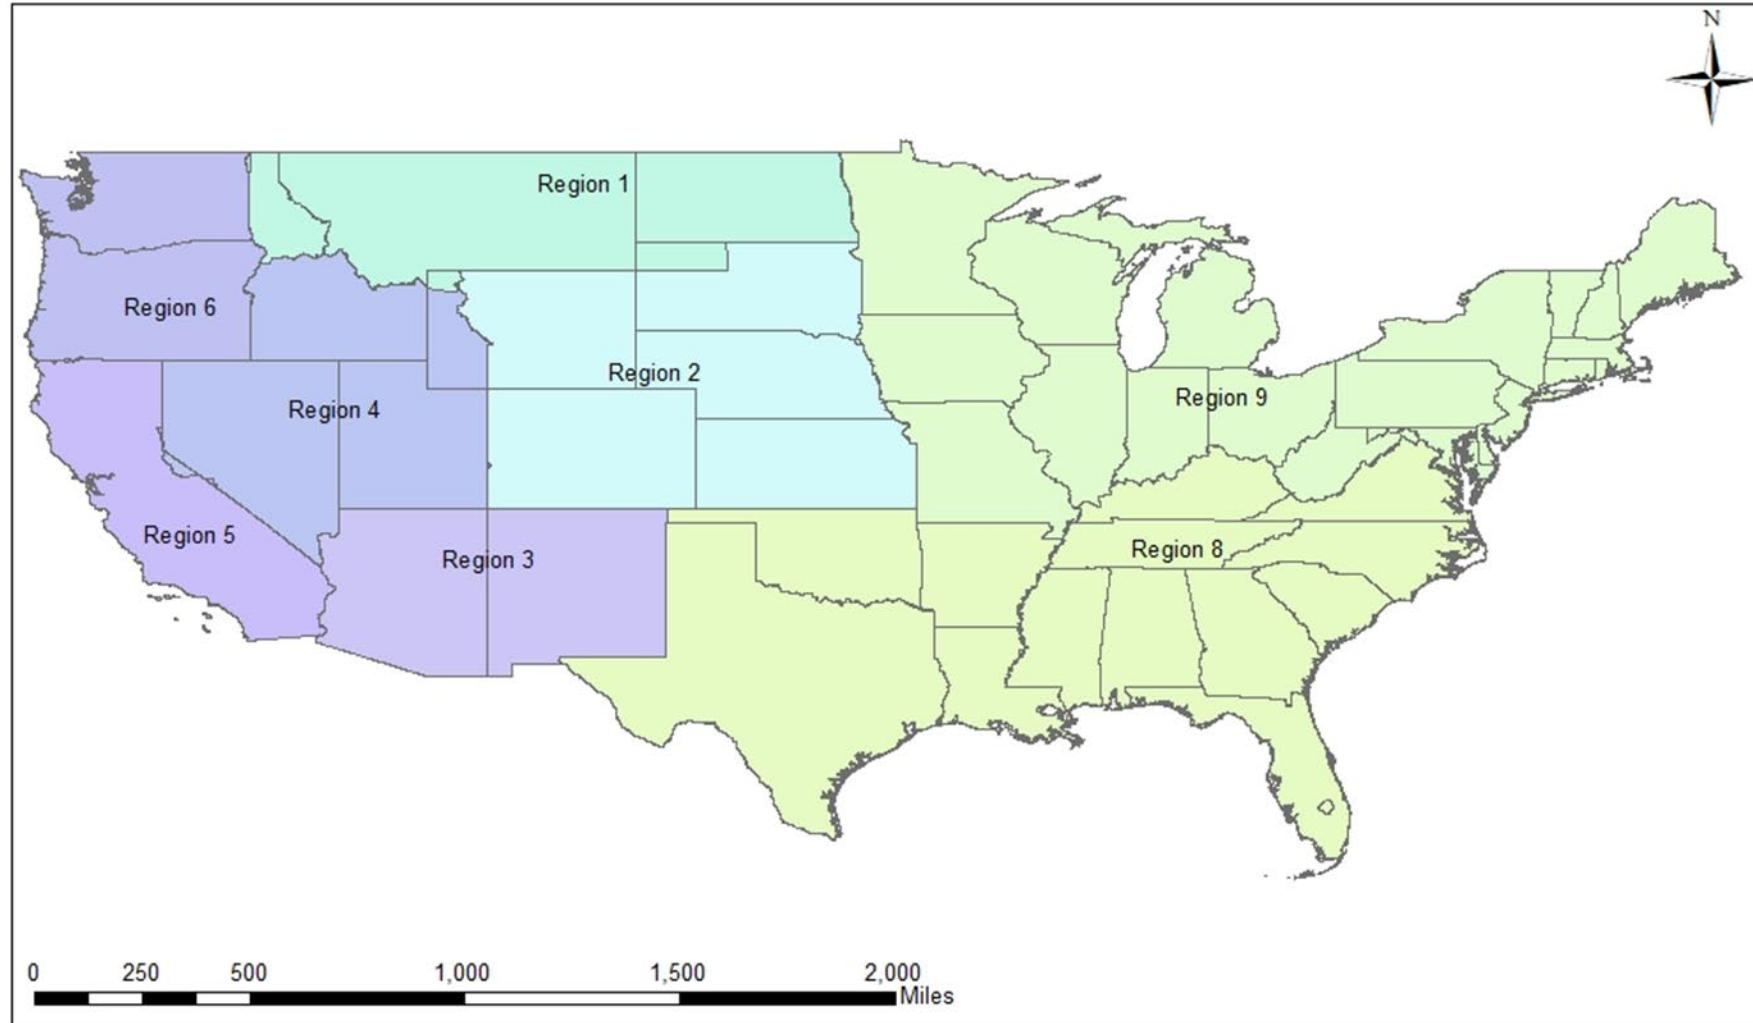 N
Region 1
Region 6
Region 2
Region 9
Region 4
Region 5
Region 8
Region 3
0 250 500 1,000 1,500 2,000
Miles